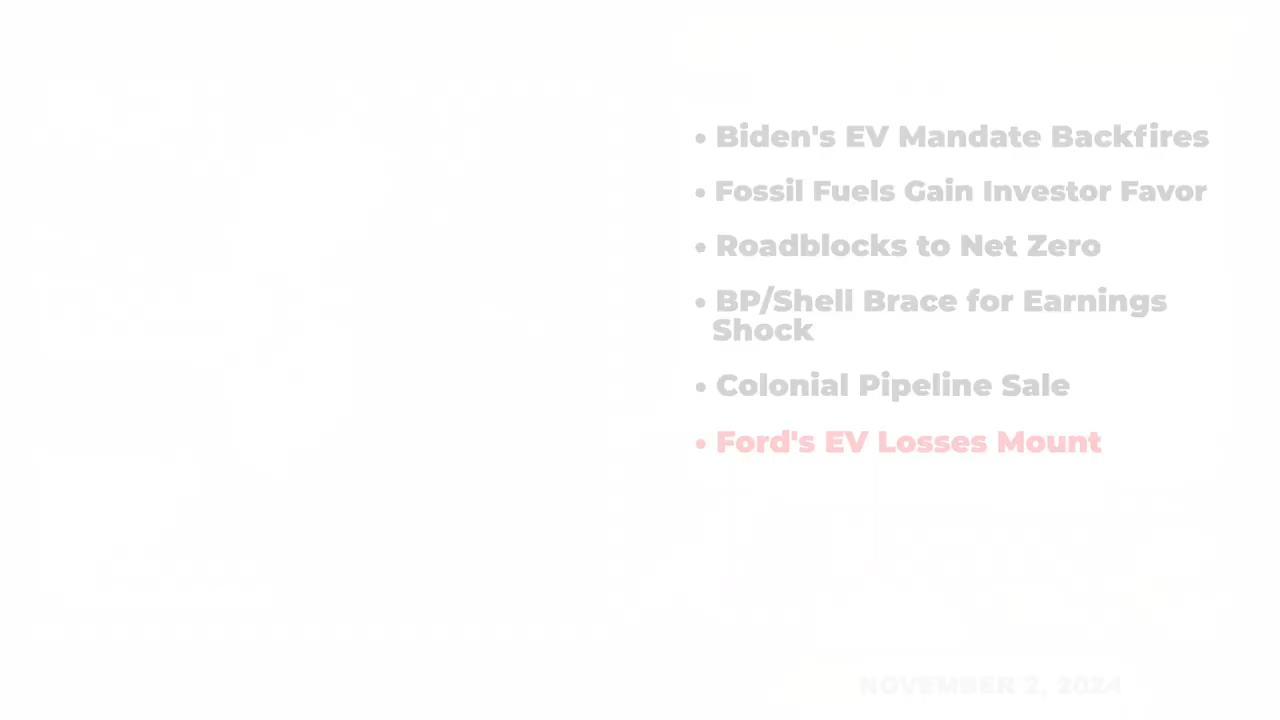 • Biden's EV Mandate Backfires
• Fossil Fuels Gain Investor Favor
• Roadblocks to Net Zero
• BP/Shell Brace for Earnings
Shock
• Colonial Pipeline Sale
• Ford's EV Losses Mount
NOVEMBER 2, 2024